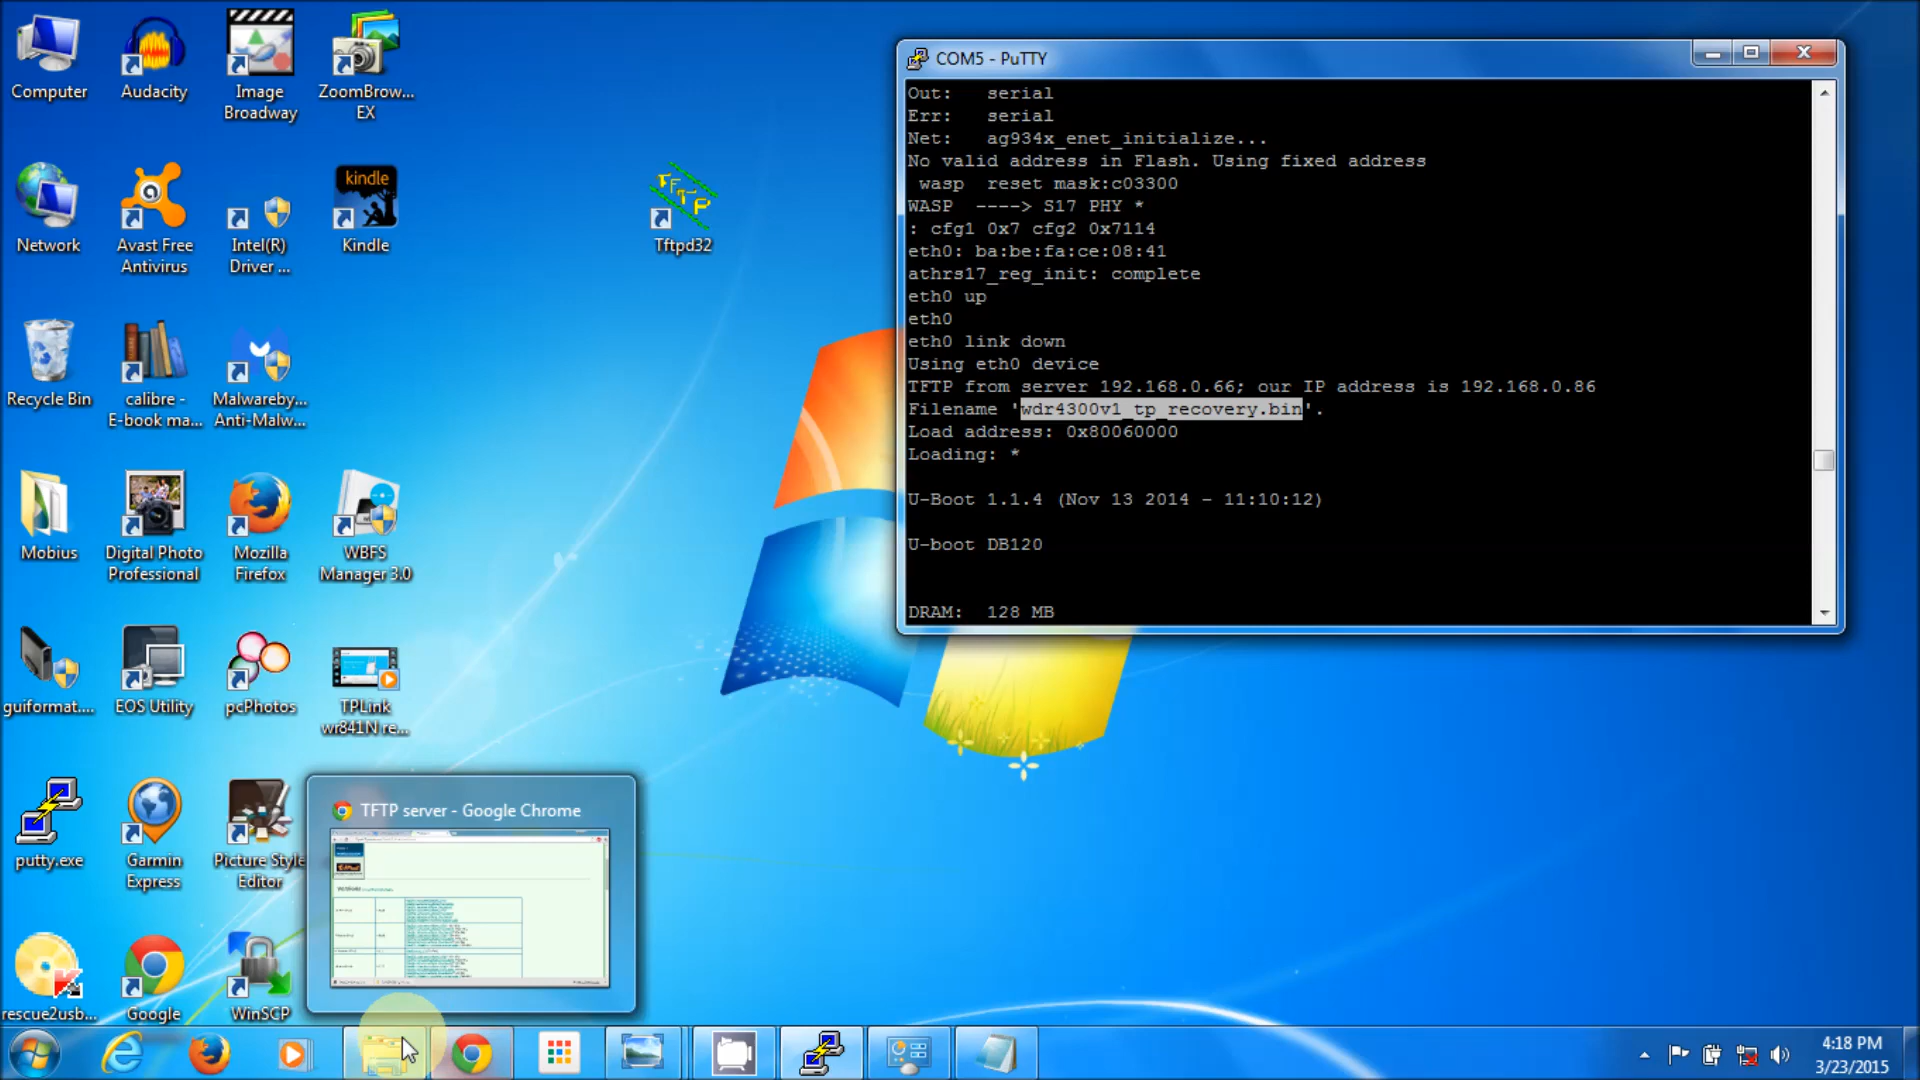 Computer
Audacity
Image
Broadway
ZoomBrow...
EX
Network
Avast Free
Antivirus
Intel(R)
Driver ...
kindle
Kindle
TFTP
Tftpd32
Recycle Bin
calibre -
E-book ma...
Malwareby...
Anti-Malw...
Mobius
Digital Photo
Professional
Mozilla
Firefox
WBFS
Manager 3.0
guiformat....
EOS Utility
pcPhotos
TPLink
wr841N re...
putty.exe
Garmin
Express
Picture Style
Editor
rescue2usb...
Google
WinSCP
TFTP server - Google Chrome
COM5 - PuTTY
Out:   serial
Err:   serial
Net:   ag934x_enet_initialize...
No valid address in Flash. Using fixed address
 wasp  reset mask:c03300
WASP  ----> S17 PHY *
: cfg1 0x7 cfg2 0x7114
eth0: ba:be:fa:ce:08:41
athrs17_reg_init: complete
eth0 up
eth0
eth0 link down
Using eth0 device
TFTP from server 192.168.0.66; our IP address is 192.168.0.86
Filename 'wdr4300v1_tp_recovery.bin'.
Load address: 0x80060000
Loading: *
U-Boot 1.1.4 (Nov 13 2014 - 11:10:12)
U-boot DB120
DRAM:  128 MB
4:18 PM
3/23/2015